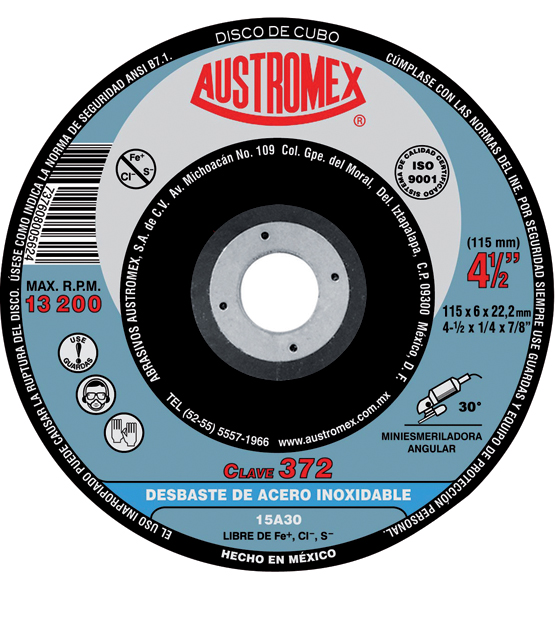 DISCO DE CUBO
AUSTROMEX
®
EL USO INAPROPIADO PUEDE CAUSAR LA RUPTURA DEL DISCO. ÚSESE COMO INDICA LA NORMA DE SEGURIDAD ANSI B7.1.
CÚMPLASE CON LAS NORMAS DEL INE. POR SEGURIDAD SIEMPRE USE GUARDAS Y EQUIPO DE PROTECCIÓN PERSONAL.
Fe⁺
Cl⁻ S⁻
SISTEMA DE CALIDAD CERTIFICADO
ISO
9001
ABRASIVOS AUSTROMEX, S.A. de C.V. Av. Michoacán No. 109 Col. Gpe. del Moral, Del Iztapalapa, C.P. 09300 México, D. F.
TEL (52-55) 5557-1966 www.austromex.com.mx
MAX. R.P.M.
13 200
USE
GUARDAS
(115 mm)
4½"
115 x 6 x 22,2 mm
4-½ x 1/4 x 7/8"
30°
MINIESMERILADORA
ANGULAR
CLAVE 372
DESBASTE DE ACERO INOXIDABLE
15A30
LIBRE DE Fe⁺, Cl⁻, S⁻
HECHO EN MÉXICO